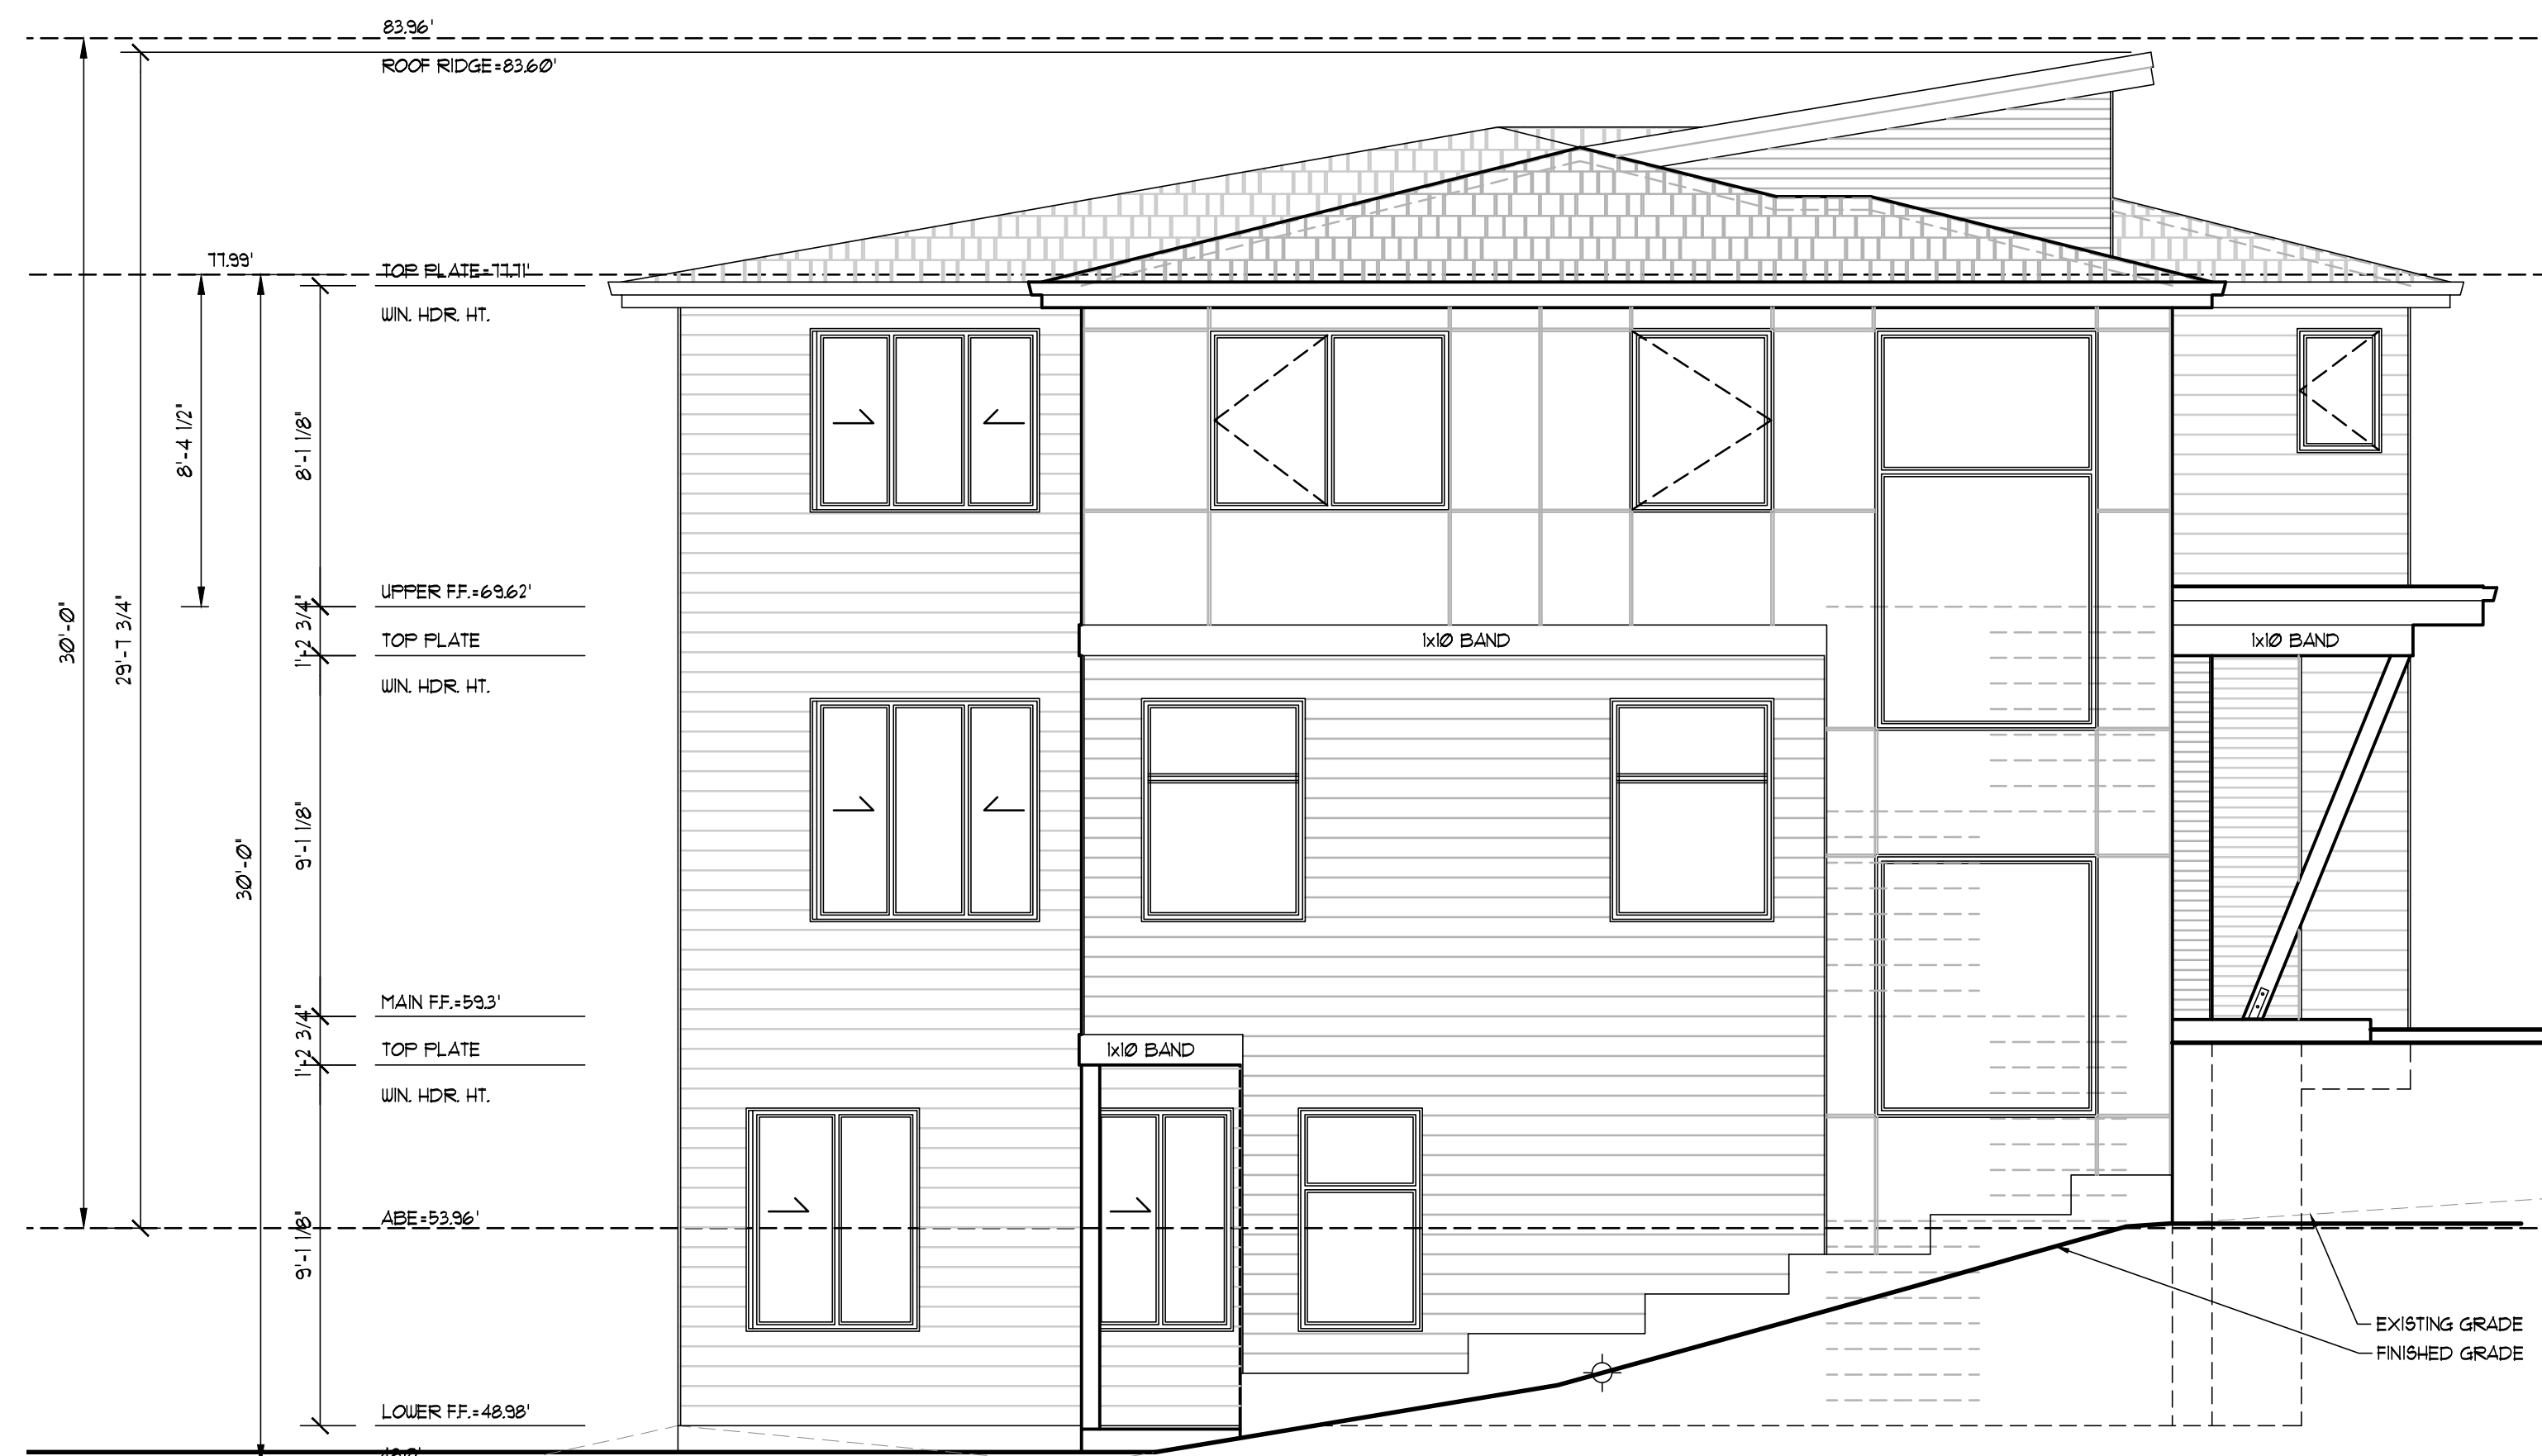 83.96'
ROOF RIDGE=83.60'
77.99'
TOP PLATE=77.71'
WIN. HDR. HT.
8'-4 1/2"
8'-1 1/8"
UPPER F.F.=69.62'
30'-0"
29'-7 3/4"
1'-2 3/4"
TOP PLATE
1x10 BAND
1x10 BAND
WIN. HDR. HT.
30'-0"
9'-1 1/8"
MAIN F.F.=59.3'
1'-2 3/4"
TOP PLATE
1x10 BAND
WIN. HDR. HT.
ABE=53.96'
9'-1 1/8"
EXISTING GRADE
FINISHED GRADE
LOWER F.F.=48.98'